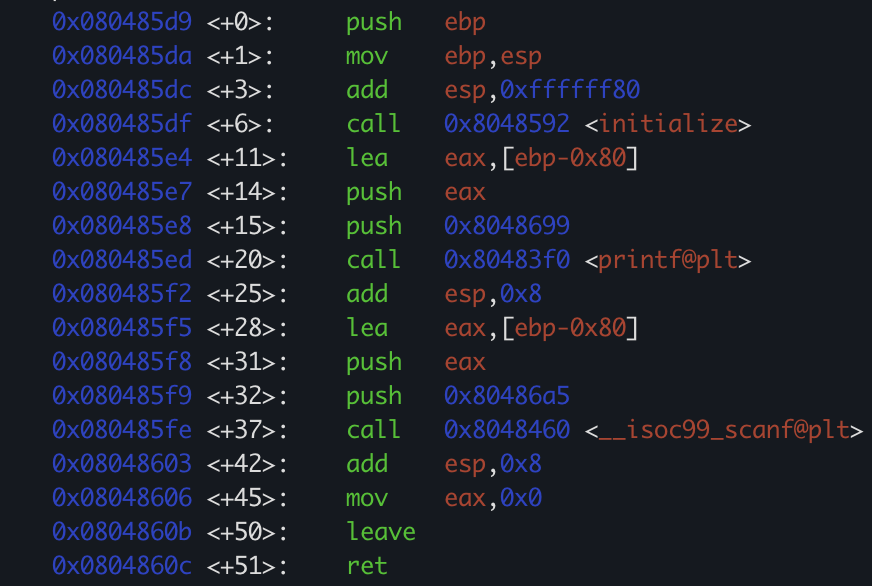 0x080485d9 <+0>: push ebp
0x080485da <+1>: mov ebp,esp
0x080485dc <+3>: add esp,0xffffff80
0x080485df <+6>: call 0x8048592 <initialize>
0x080485e4 <+11>: lea eax,[ebp-0x80]
0x080485e7 <+14>: push eax
0x080485e8 <+15>: push 0x8048699
0x080485ed <+20>: call 0x80483f0 <printf@plt>
0x080485f2 <+25>: add esp,0x8
0x080485f5 <+28>: lea eax,[ebp-0x80]
0x080485f8 <+31>: push eax
0x080485f9 <+32>: push 0x80486a5
0x080485fe <+37>: call 0x8048460 <__isoc99_scanf@plt>
0x08048603 <+42>: add esp,0x8
0x08048606 <+45>: mov eax,0x0
0x0804860b <+50>: leave
0x0804860c <+51>: ret